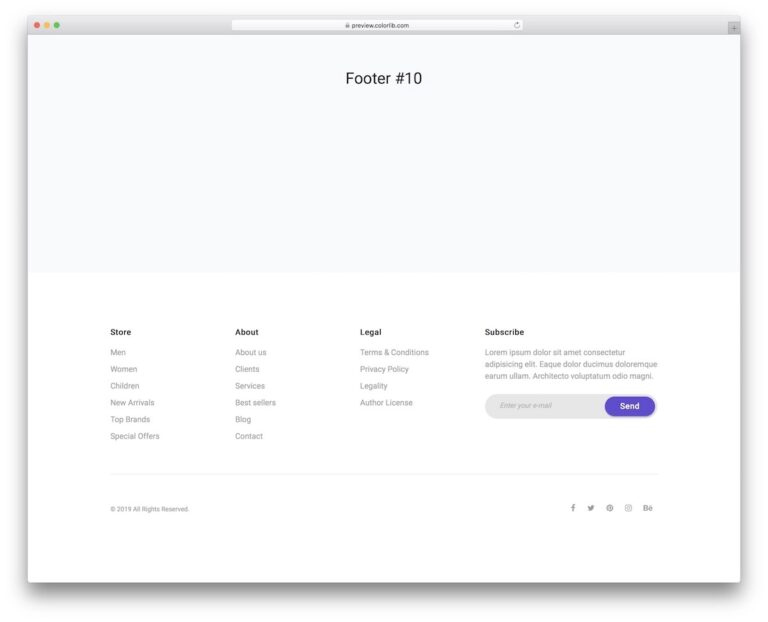 preview.colorlib.com
Footer #10
Store
Men
Women
Children
New Arrivals
Top Brands
Special Offers
About
About us
Clients
Services
Best sellers
Blog
Contact
Legal
Terms & Conditions
Privacy Policy
Legality
Author License
Subscribe
Lorem ipsum dolor sit amet consectetur
adipisicing elit. Eaque dolor ducimus doloremque
earum ullam. Architecto voluptatum odio magni.
Enter your e-mail
Send
© 2019 All Rights Reserved.
Bē